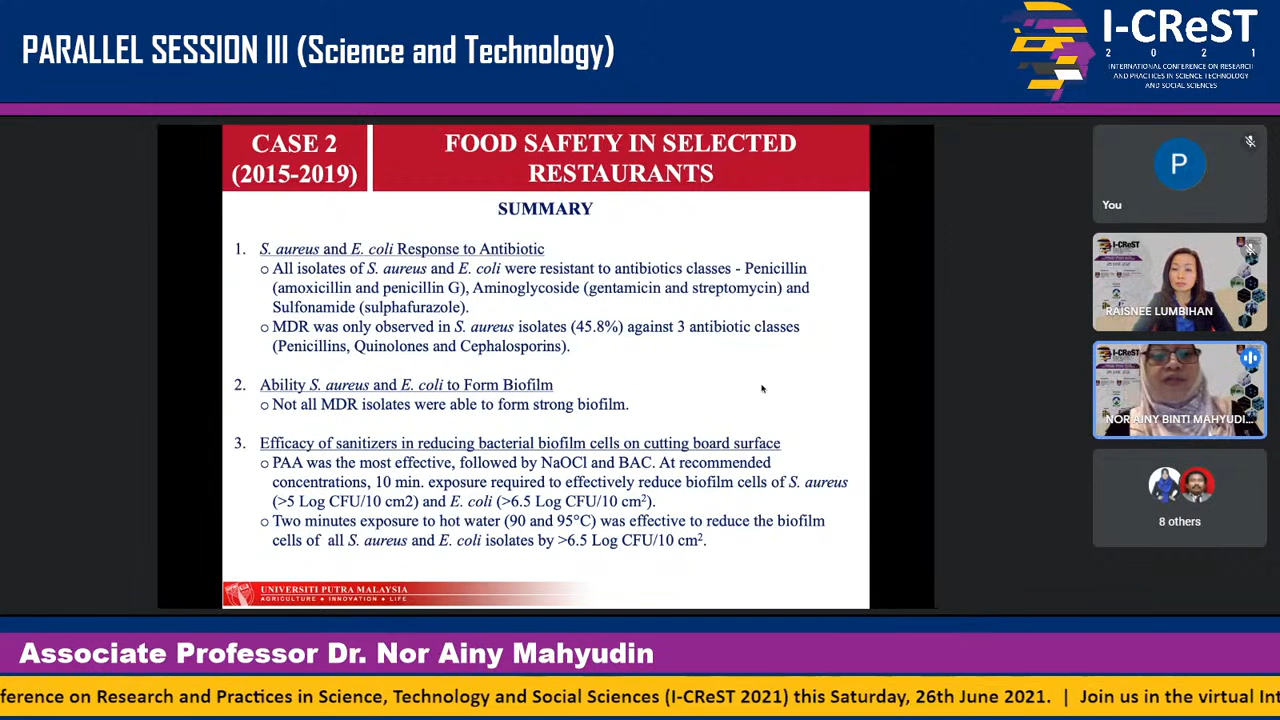 PARALLEL SESSION III (Science and Technology)
I-CReST
2 0 2 1
INTERNATIONAL CONFERENCE ON RESEARCH
AND PRACTICES IN SCIENCE TECHNOLOGY
AND SOCIAL SCIENCES
CASE 2
(2015-2019)
FOOD SAFETY IN SELECTED
RESTAURANTS
SUMMARY
1. S. aureus and E. coli Response to Antibiotic
o All isolates of S. aureus and E. coli were resistant to antibiotics classes - Penicillin
(amoxicillin and penicillin G), Aminoglycoside (gentamicin and streptomycin) and
Sulfonamide (sulphafurazole).
o MDR was only observed in S. aureus isolates (45.8%) against 3 antibiotic classes
(Penicillins, Quinolones and Cephalosporins).
2. Ability S. aureus and E. coli to Form Biofilm
o Not all MDR isolates were able to form strong biofilm.
3. Efficacy of sanitizers in reducing bacterial biofilm cells on cutting board surface
o PAA was the most effective, followed by NaOCl and BAC. At recommended
concentrations, 10 min. exposure required to effectively reduce biofilm cells of S. aureus
(>5 Log CFU/10 cm2) and E. coli (>6.5 Log CFU/10 cm²).
o Two minutes exposure to hot water (90 and 95°C) was effective to reduce the biofilm
cells of all S. aureus and E. coli isolates by >6.5 Log CFU/10 cm².
UNIVERSITI PUTRA MALAYSIA
AGRICULTURE • INNOVATION • LIFE
P
You
I-CReST
RAISNEE LUMBIHAN
I-CReST
NOR AINY BINTI MAHYUDI...
8 others
Associate Professor Dr. Nor Ainy Mahyudin
ference on Research and Practices in Science, Technology and Social Sciences (I-CReST 2021) this Saturday, 26th June 2021. | Join us in the virtual Int